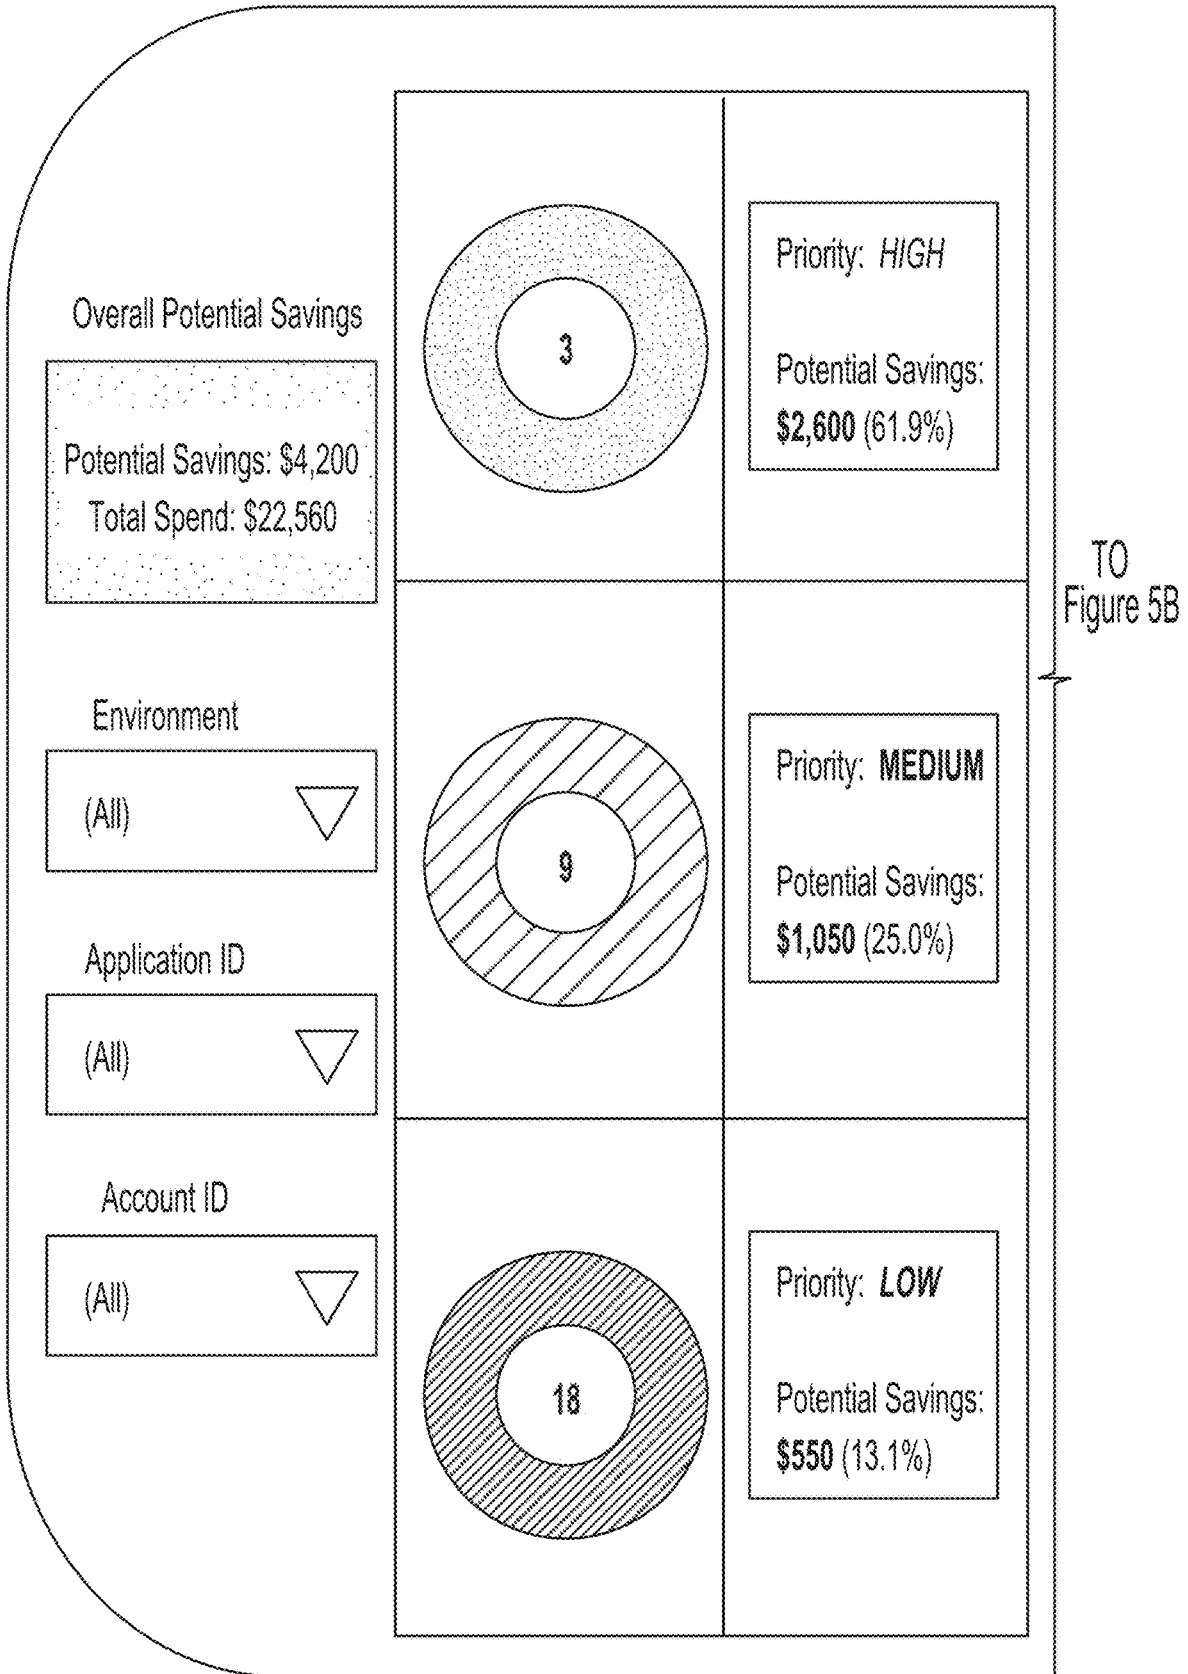 Overall Potential Savings
Potential Savings: $4,200
Total Spend: $22,560
Environment
(All)
Application ID
(All)
Account ID
(All)
3
Priority: HIGH
Potential Savings:
$2,600 (61.9%)
9
Priority: MEDIUM
Potential Savings:
$1,050 (25.0%)
18
Priority: LOW
Potential Savings:
$550 (13.1%)
TO
Figure 5B